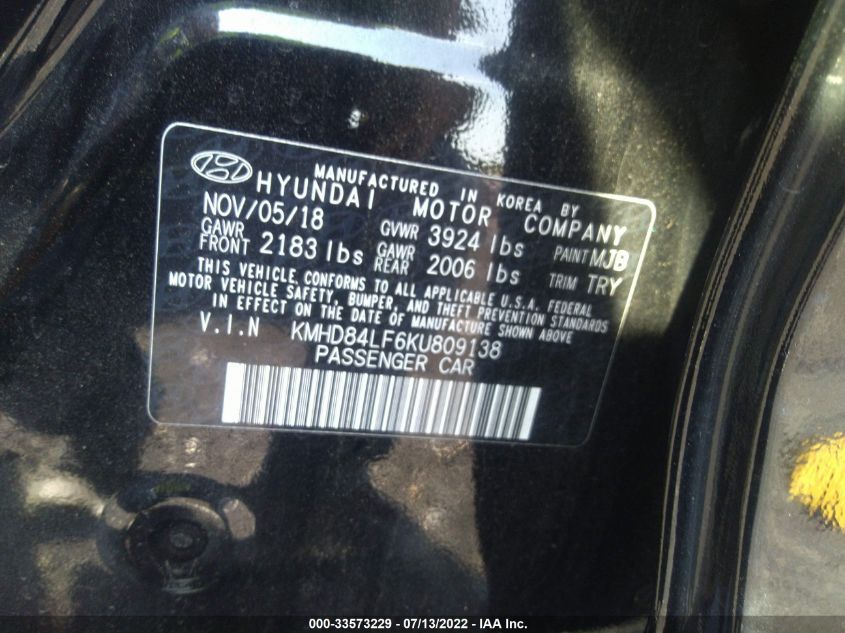 MANUFACTURED IN KOREA BY
HYUNDAI MOTOR COMPANY
NOV/05/18 GVWR 3924 lbs PAINT MJB
GAWR FRONT 2183 lbs GAWR REAR 2006 lbs TRIM TRY
THIS VEHICLE CONFORMS TO ALL APPLICABLE U.S.A. FEDERAL
MOTOR VEHICLE SAFETY, BUMPER, AND THEFT PREVENTION STANDARDS
IN EFFECT ON THE DATE OF MANUFACTURE SHOWN ABOVE
V.I.N KMHD84LF6KU809138
PASSENGER CAR
000-33573229 - 07/13/2022 - IAA Inc.